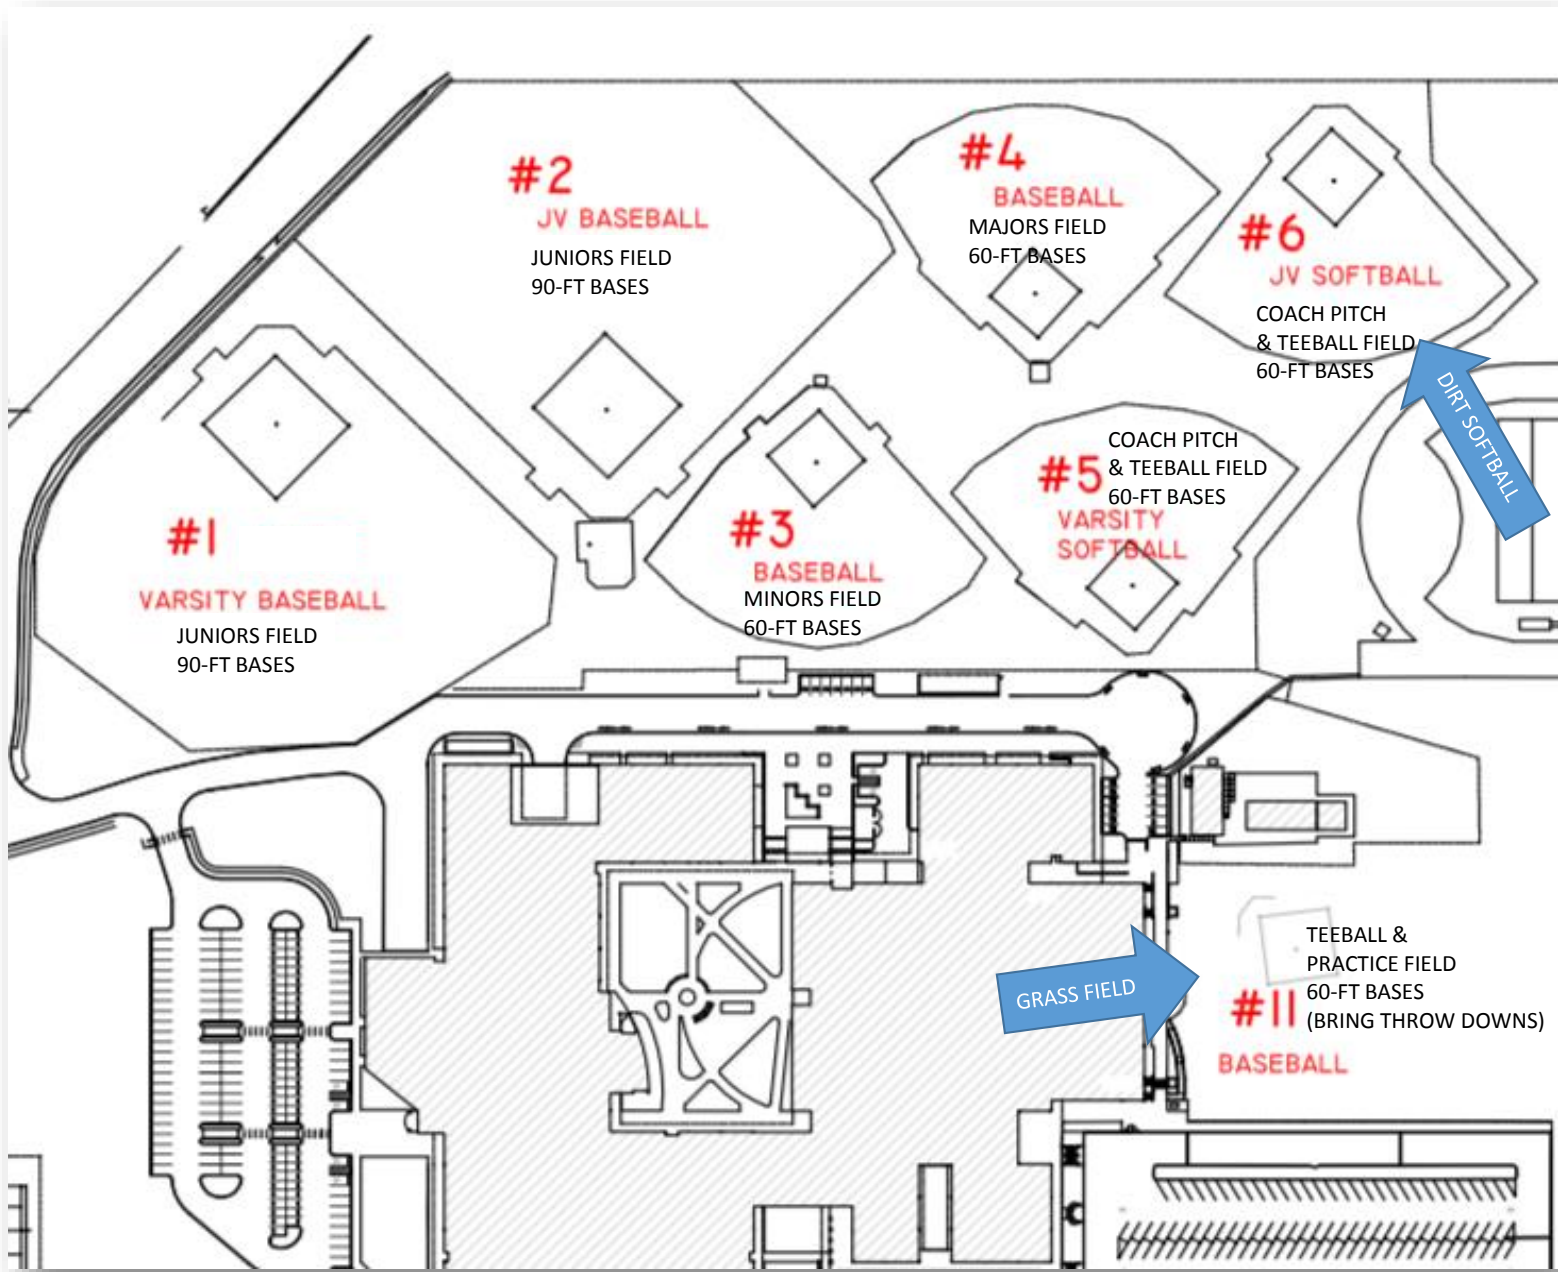 #2
JV BASEBALL
JUNIORS FIELD
90-FT BASES
#4
BASEBALL
MAJORS FIELD
60-FT BASES
#6
JV SOFTBALL
COACH PITCH
& TEEBALL FIELD
60-FT BASES
DIRT SOFTBALL
#1
VARSITY BASEBALL
JUNIORS FIELD
90-FT BASES
#3
BASEBALL
MINORS FIELD
60-FT BASES
COACH PITCH
& TEEBALL FIELD
60-FT BASES
#5
VARSITY
SOFTBALL
GRASS FIELD
TEEBALL &
PRACTICE FIELD
60-FT BASES
(BRING THROW DOWNS)
#11
BASEBALL